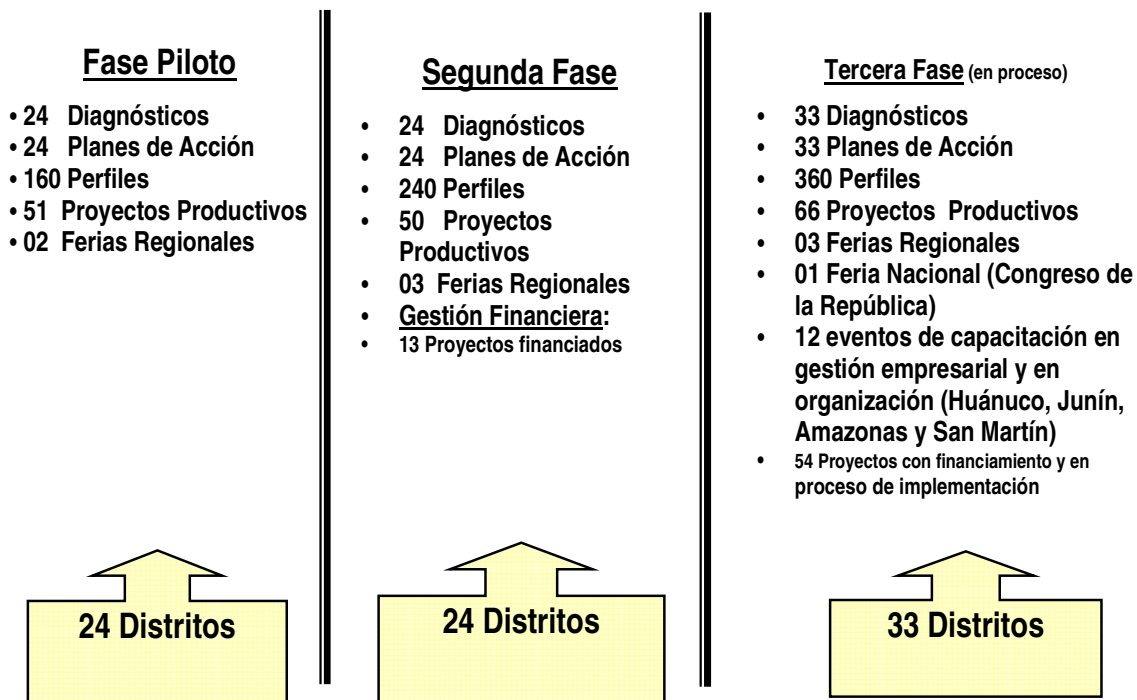 Fase Piloto
• 24 Diagnósticos
• 24 Planes de Acción
• 160 Perfiles
• 51 Proyectos Productivos
• 02 Ferias Regionales
24 Distritos
Segunda Fase
• 24 Diagnósticos
• 24 Planes de Acción
• 240 Perfiles
• 50 Proyectos
Productivos
• 03 Ferias Regionales
• Gestión Financiera:
• 13 Proyectos financiados
24 Distritos
Tercera Fase (en proceso)
• 33 Diagnósticos
• 33 Planes de Acción
• 360 Perfiles
• 66 Proyectos Productivos
• 03 Ferias Regionales
• 01 Feria Nacional (Congreso de
la República)
• 12 eventos de capacitación en
gestión empresarial y en
organización (Huánuco, Junín,
Amazonas y San Martín)
• 54 Proyectos con financiamiento y en
proceso de implementación
33 Distritos